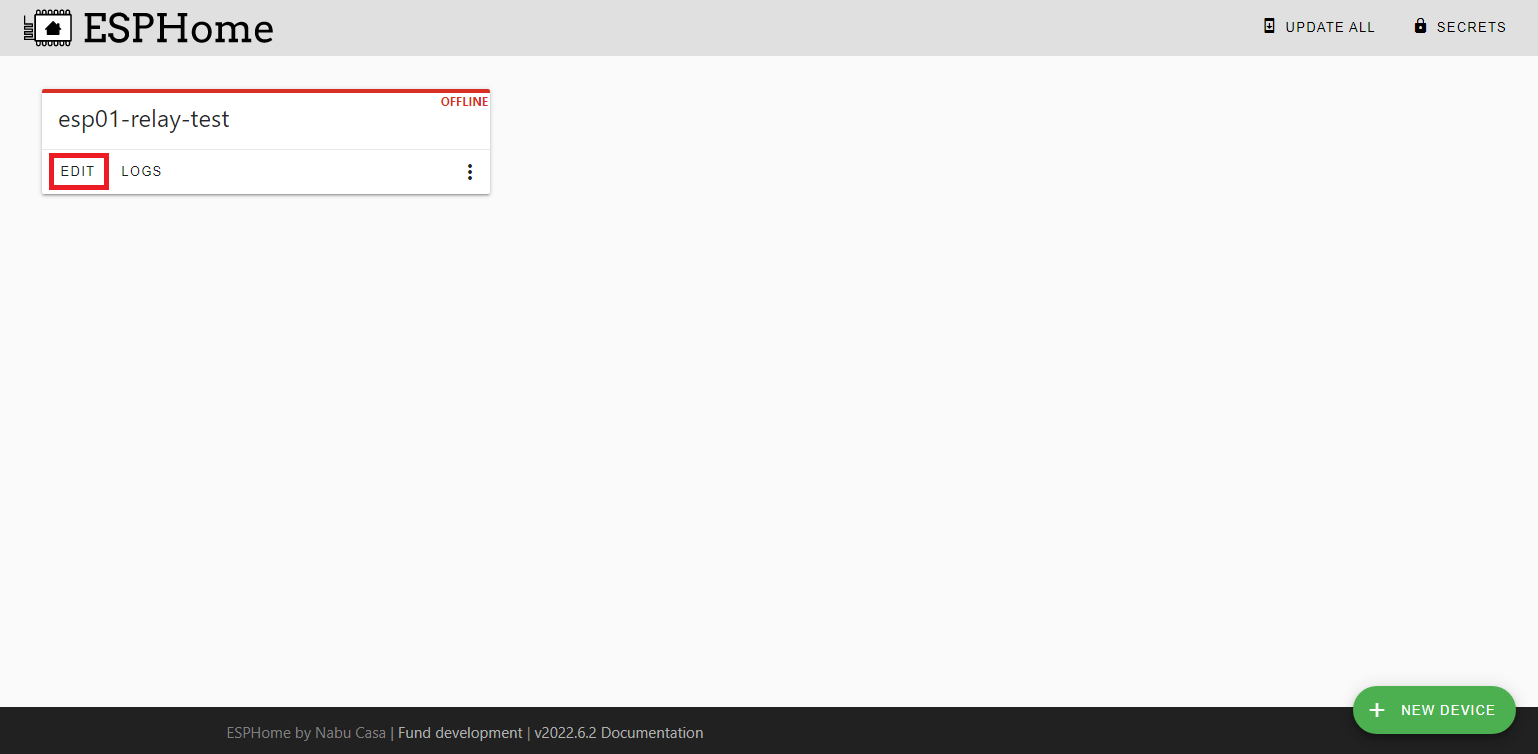 ESPHome
UPDATE ALL
SECRETS
OFFLINE
esp01-relay-test
EDIT
LOGS
NEW DEVICE
ESPHome by Nabu Casa | Fund development | v2022.6.2 Documentation